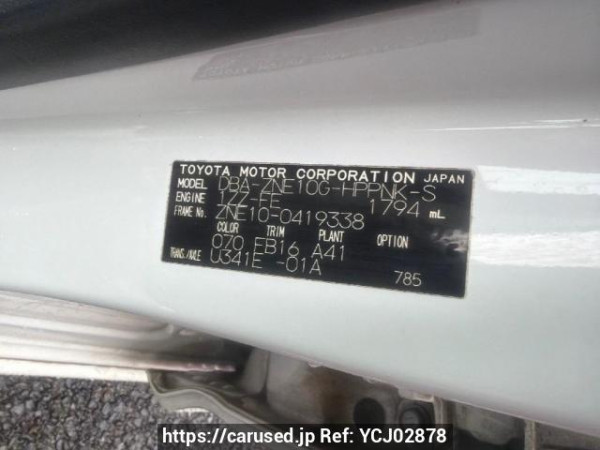 TOYOTA MOTOR CORPORATION JAPAN
MODEL DBA-ZNE10G-HPPNK-S
ENGINE 1ZZ-FE 1794 mL
FRAME No. ZNE10-0419338
COLOR TRIM PLANT OPTION
070 EB16 A41
TRANS./AXLE U341E -01A
785
https://carused.jp Ref: YCJ02878